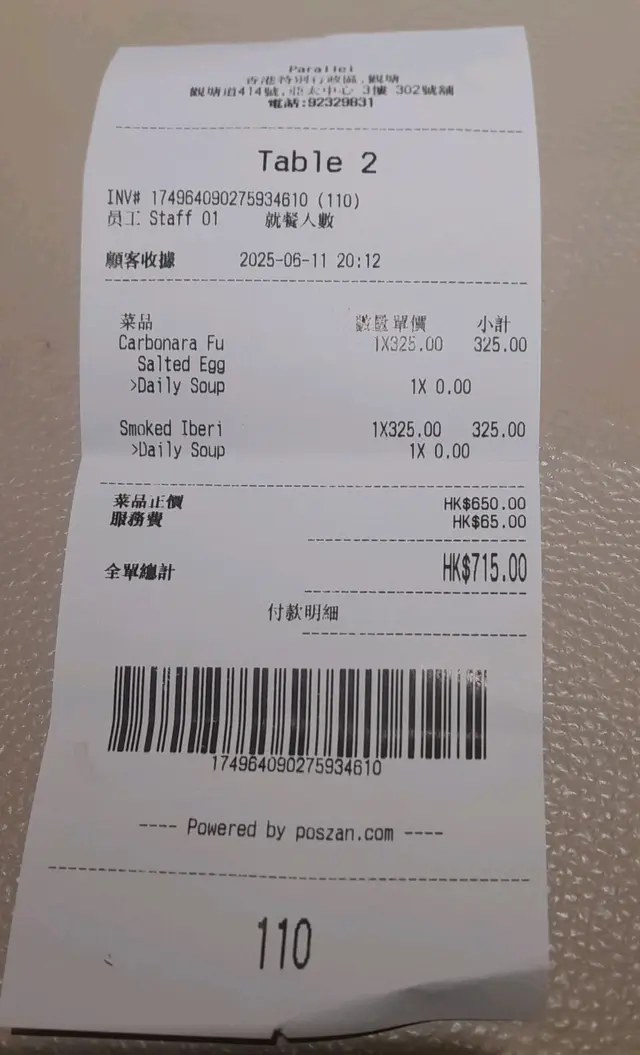 Parallel
香港特別行政區,觀塘
觀塘道414號,亞太中心 3樓 302號舖
電話:92329831
Table 2
INV# 174964090275934610 (110)
員工 Staff 01 就餐人數
顧客收據 2025-06-11 20:12
菜品 數量 單價 小計
Carbonara Fu 1X325.00 325.00
Salted Egg
>Daily Soup 1X 0.00
Smoked Iberi 1X325.00 325.00
>Daily Soup 1X 0.00
菜品正價 HK$650.00
服務費 HK$65.00
全單總計 HK$715.00
付款明細
174964090275934610
---- Powered by poszan.com ----
110